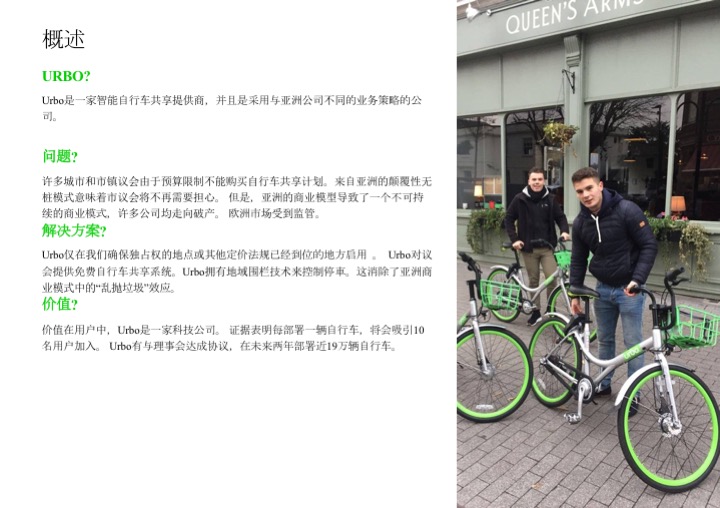 概述
URBO?
Urbo是一家智能自行车共享提供商，并且是采用与亚洲公司不同的业务策略的公
司。
问题?
许多城市和市镇议会由于预算限制不能购买自行车共享计划。来自亚洲的颠覆性无
桩模式意味着市议会将不再需要担心。 但是，亚洲的商业模型导致了一个不可持
续的商业模式，许多公司均走向破产。 欧洲市场受到监管。
解决方案?
Urbo仅在我们确保独占权的地点或其他定价法规已经到位的地方启用 。 Urbo对议
会提供免费自行车共享系统。Urbo拥有地域围栏技术来控制停車。这消除了亚洲商
业模式中的“乱抛垃圾”效应。
价值?
价值在用户中，Urbo是一家科技公司。 证据表明每部署一辆自行车，将会吸引10
名用户加入。 Urbo有与理事会达成协议，在未来两年部署近19万辆自行车。
QUEEN'S ARMS
urbo